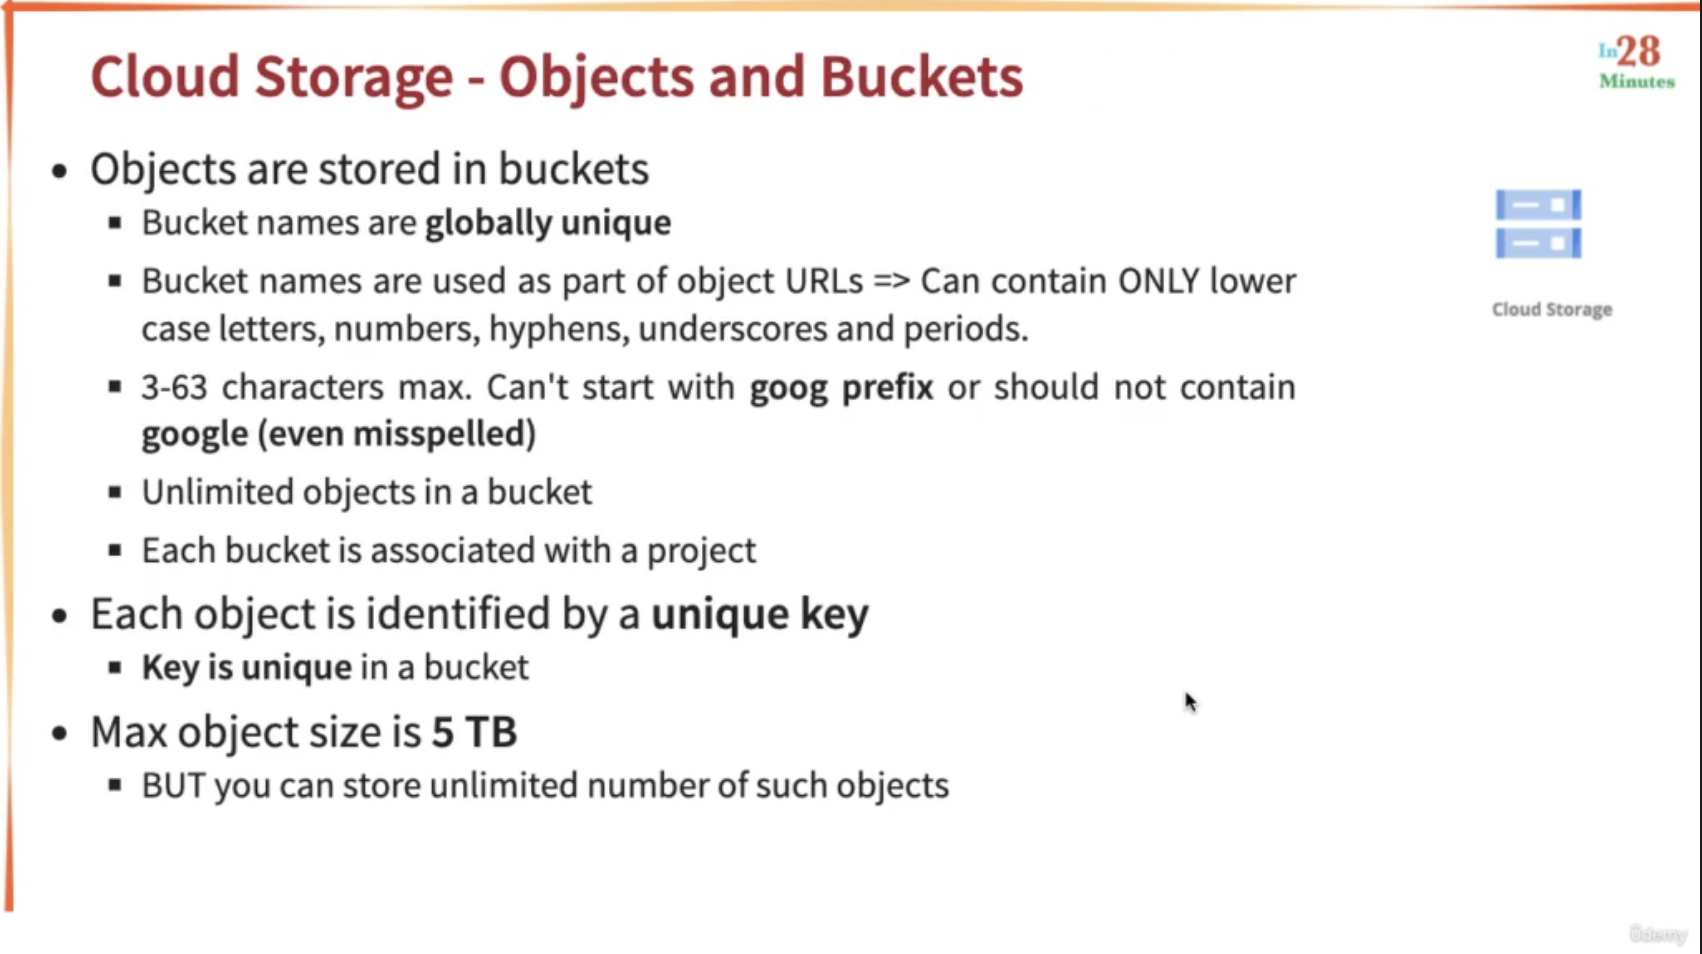 Cloud Storage - Objects and Buckets
In28
Minutes
• Objects are stored in buckets
▪ Bucket names are globally unique
▪ Bucket names are used as part of object URLs => Can contain ONLY lower
case letters, numbers, hyphens, underscores and periods.
▪ 3-63 characters max. Can't start with goog prefix or should not contain
google (even misspelled)
▪ Unlimited objects in a bucket
▪ Each bucket is associated with a project
• Each object is identified by a unique key
▪ Key is unique in a bucket
• Max object size is 5 TB
▪ BUT you can store unlimited number of such objects
Cloud Storage
ûdemy